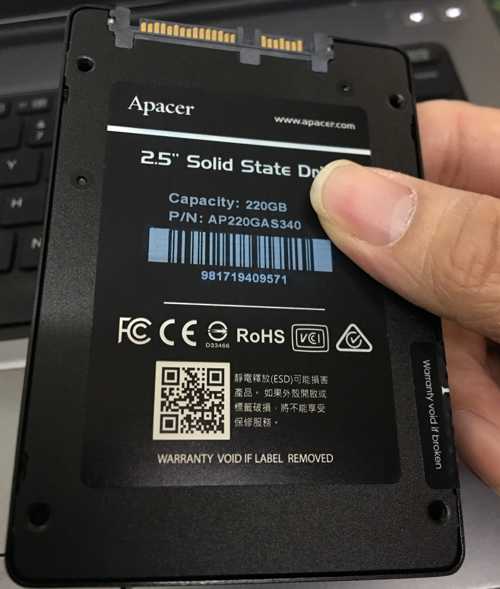 Apacer
www.apacer.com
2.5" Solid State
Capacity: 220GB
P/N: AP220GAS340
981719409571
FC CE D33466 RoHS VCI
靜電釋放(ESD)可能損害
產品。如果外殼開啟或
標籤破損,將不能享受
保修服務。
WARRANTY VOID IF LABEL REMOVED
Warranty void if broken